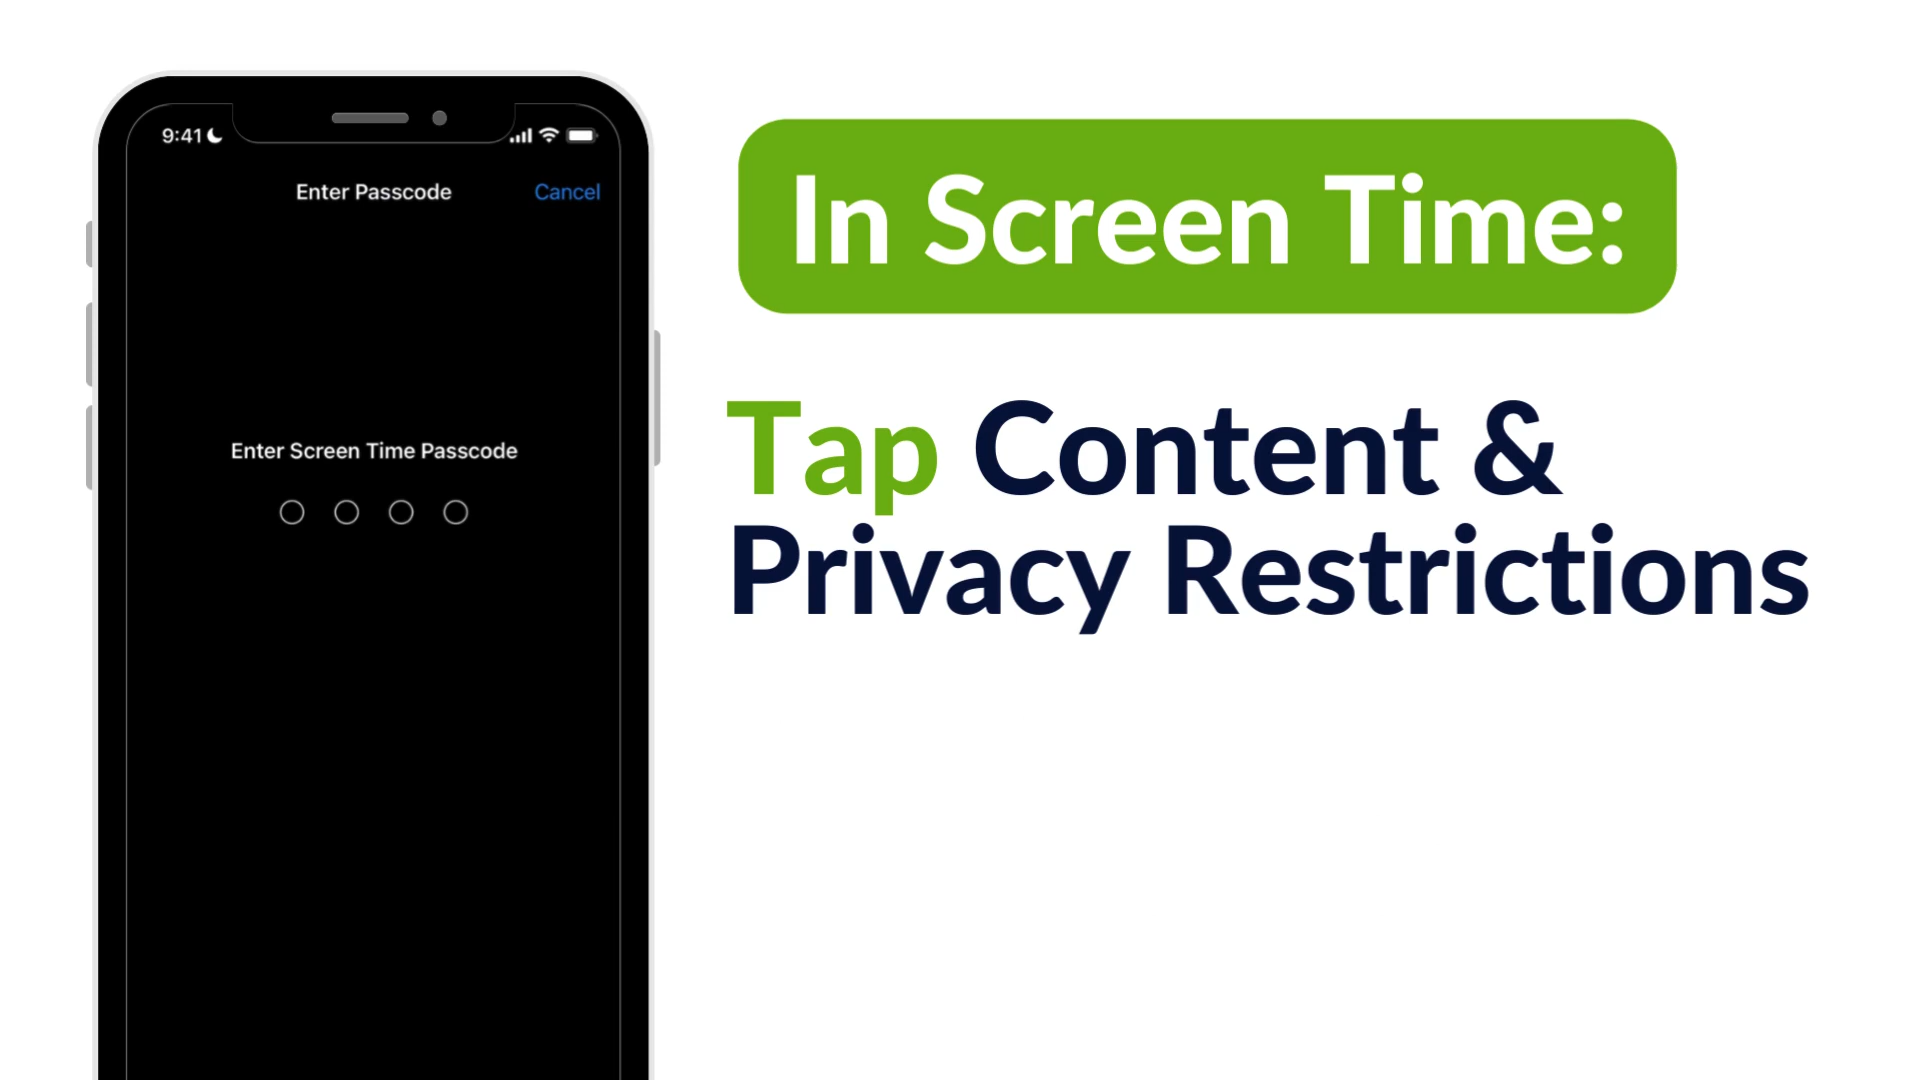 9:41
Enter Passcode
Cancel
Enter Screen Time Passcode
In Screen Time:
Tap Content &
Privacy Restrictions